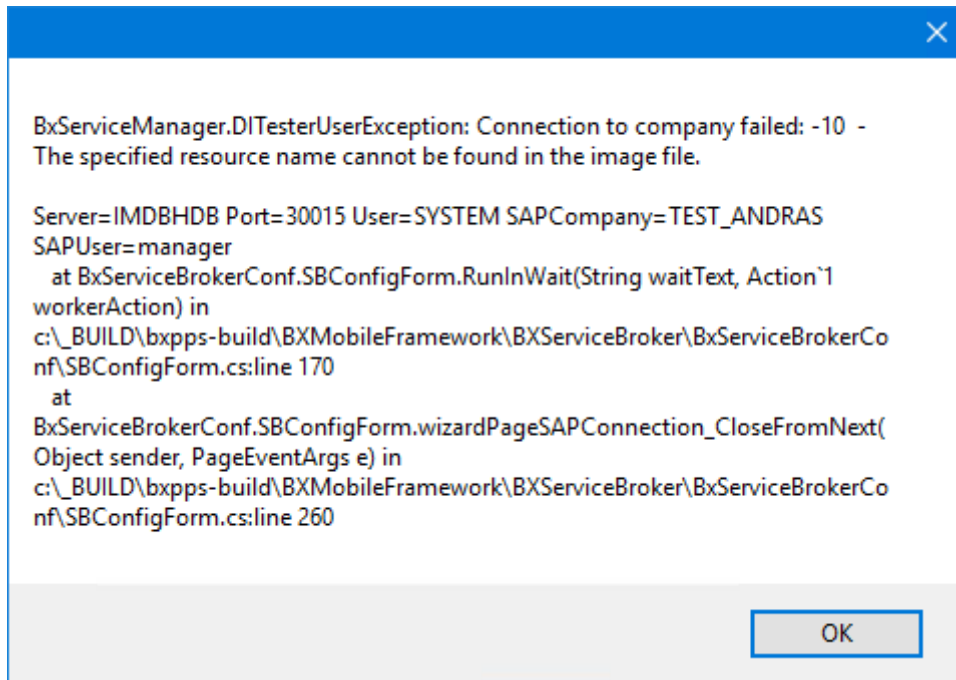 BxServiceManager.DITesterUserException: Connection to company failed: -10  -
The specified resource name cannot be found in the image file.
Server=IMDBHDB Port=30015 User=SYSTEM SAPCompany=TEST_ANDRAS
SAPUser=manager
at BxServiceBrokerConf.SBConfigForm.RunInWait(String waitText, Action`1
workerAction) in
c:\_BUILD\bxpps-build\BXMobileFramework\BXServiceBroker\BxServiceBrokerCo
nf\SBConfigForm.cs:line 170
at
BxServiceBrokerConf.SBConfigForm.wizardPageSAPConnection_CloseFromNext(
Object sender, PageEventArgs e) in
c:\_BUILD\bxpps-build\BXMobileFramework\BXServiceBroker\BxServiceBrokerCo
nf\SBConfigForm.cs:line 260
OK